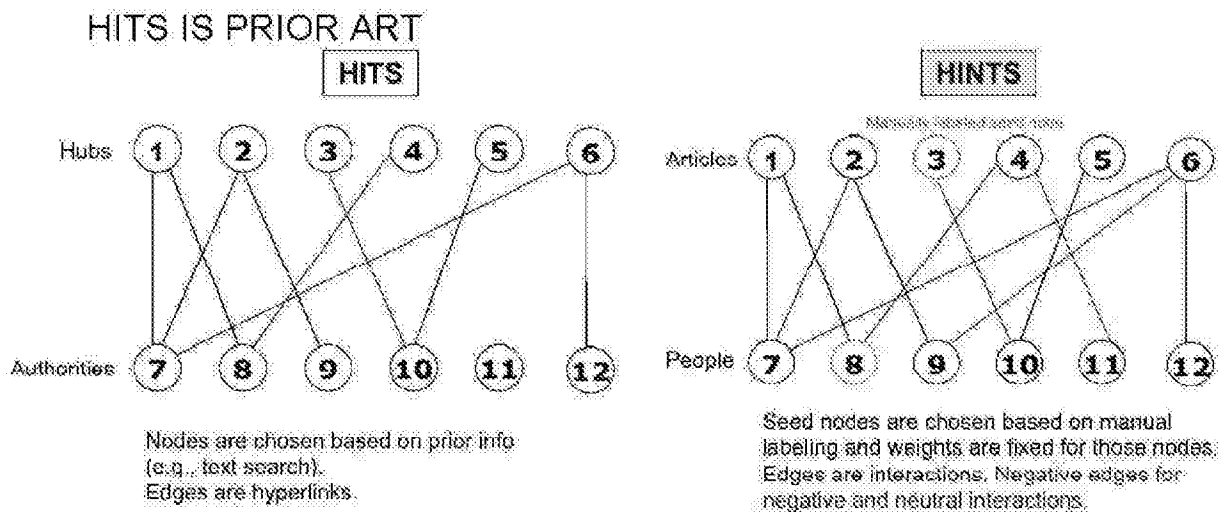 HITS IS PRIOR ART
HITS
HINTS
Hubs 1 2 3 4 5 6
Articles 1 2 3 4 5 6
Authorities 7 8 9 10 11 12
People 7 8 9 10 11 12
Nodes are chosen based on prior info
(e.g., text search).
Edges are hyperlinks.
Seed nodes are chosen based on manual
labeling and weights are fixed for those nodes.
Edges are interactions. Negative edges for
negative and neutral interactions.